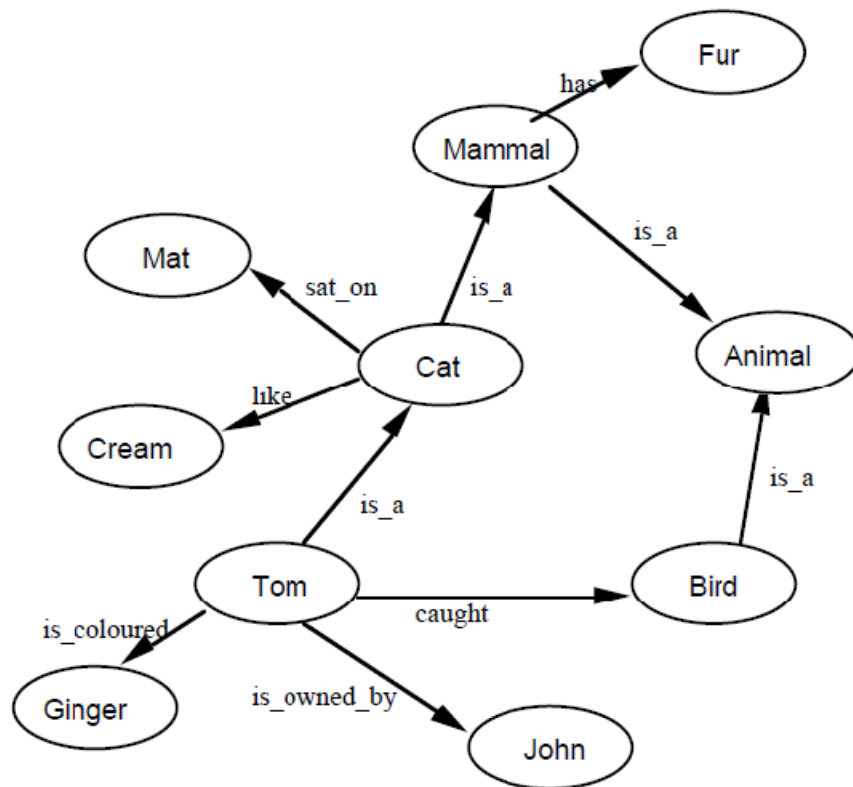 Fur
has
Mammal
is_a
Mat
sat_on
is_a
Animal
Cat
like
Cream
is_a
is_a
Tom
Bird
caught
is_coloured
is_owned_by
Ginger
John